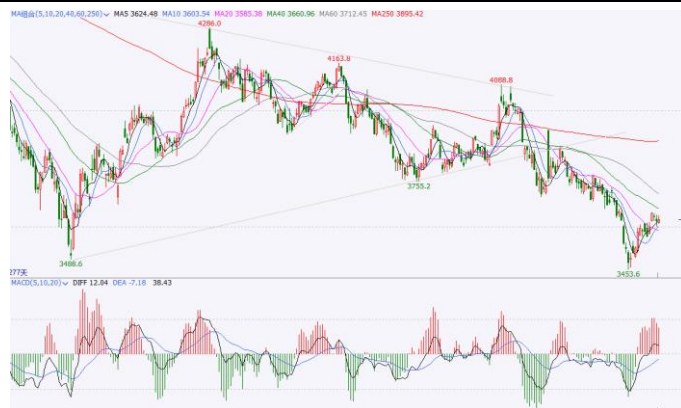 MA组合(5,10,20,40,60,250) MA5 3624.48 MA10 3603.54 MA20 3585.38 MA40 3660.96 MA60 3712.45 MA250 3895.42
4286.0
4163.8
4088.8
3755.2
3488.6
3453.6
277天
MACD(5,10,20) DIFF 12.04 DEA -7.18 38.43